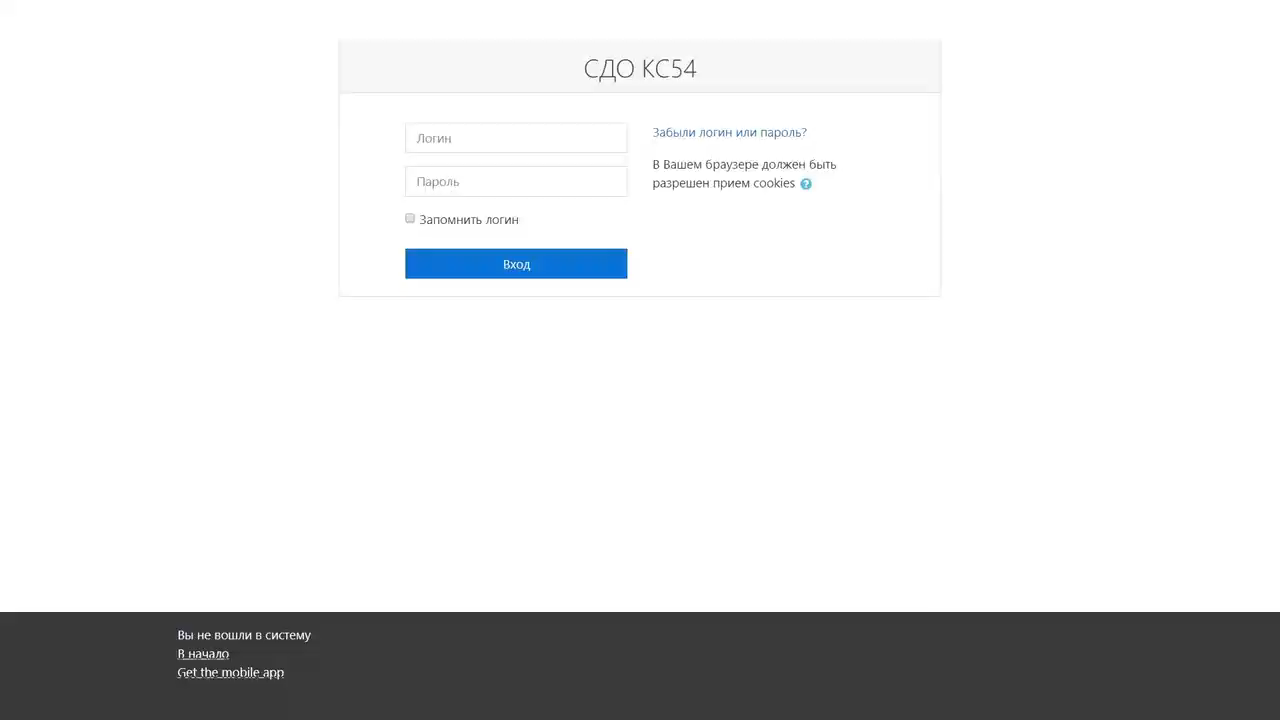 СДО КС54
Логин
Пароль
Запомнить логин
Вход
Забыли логин или пароль?
В Вашем браузере должен быть
разрешен прием cookies
Вы не вошли в систему
В начало
Get the mobile app